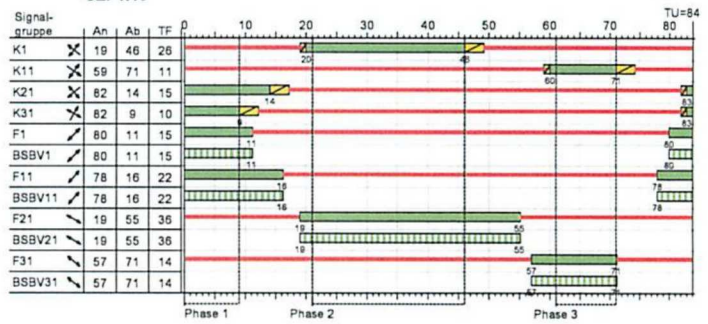 TU=84
Signal-
gruppe An Ab TF 0 10 20 30 40 50 60 70 80
K1 19 46 26
20 46
K11 59 71 11
60 71
K21 82 14 15
14 83
K31 82 9 10
9 83
F1 80 11 15
11 80
BSBV1 80 11 15
11 80
F11 78 16 22
16 78
BSBV11 78 16 22
16 78
F21 19 55 36
19 55
BSBV21 19 55 36
19 55
F31 57 71 14
57 71
BSBV31 57 71 14
57 71
Phase 1 Phase 2 Phase 3